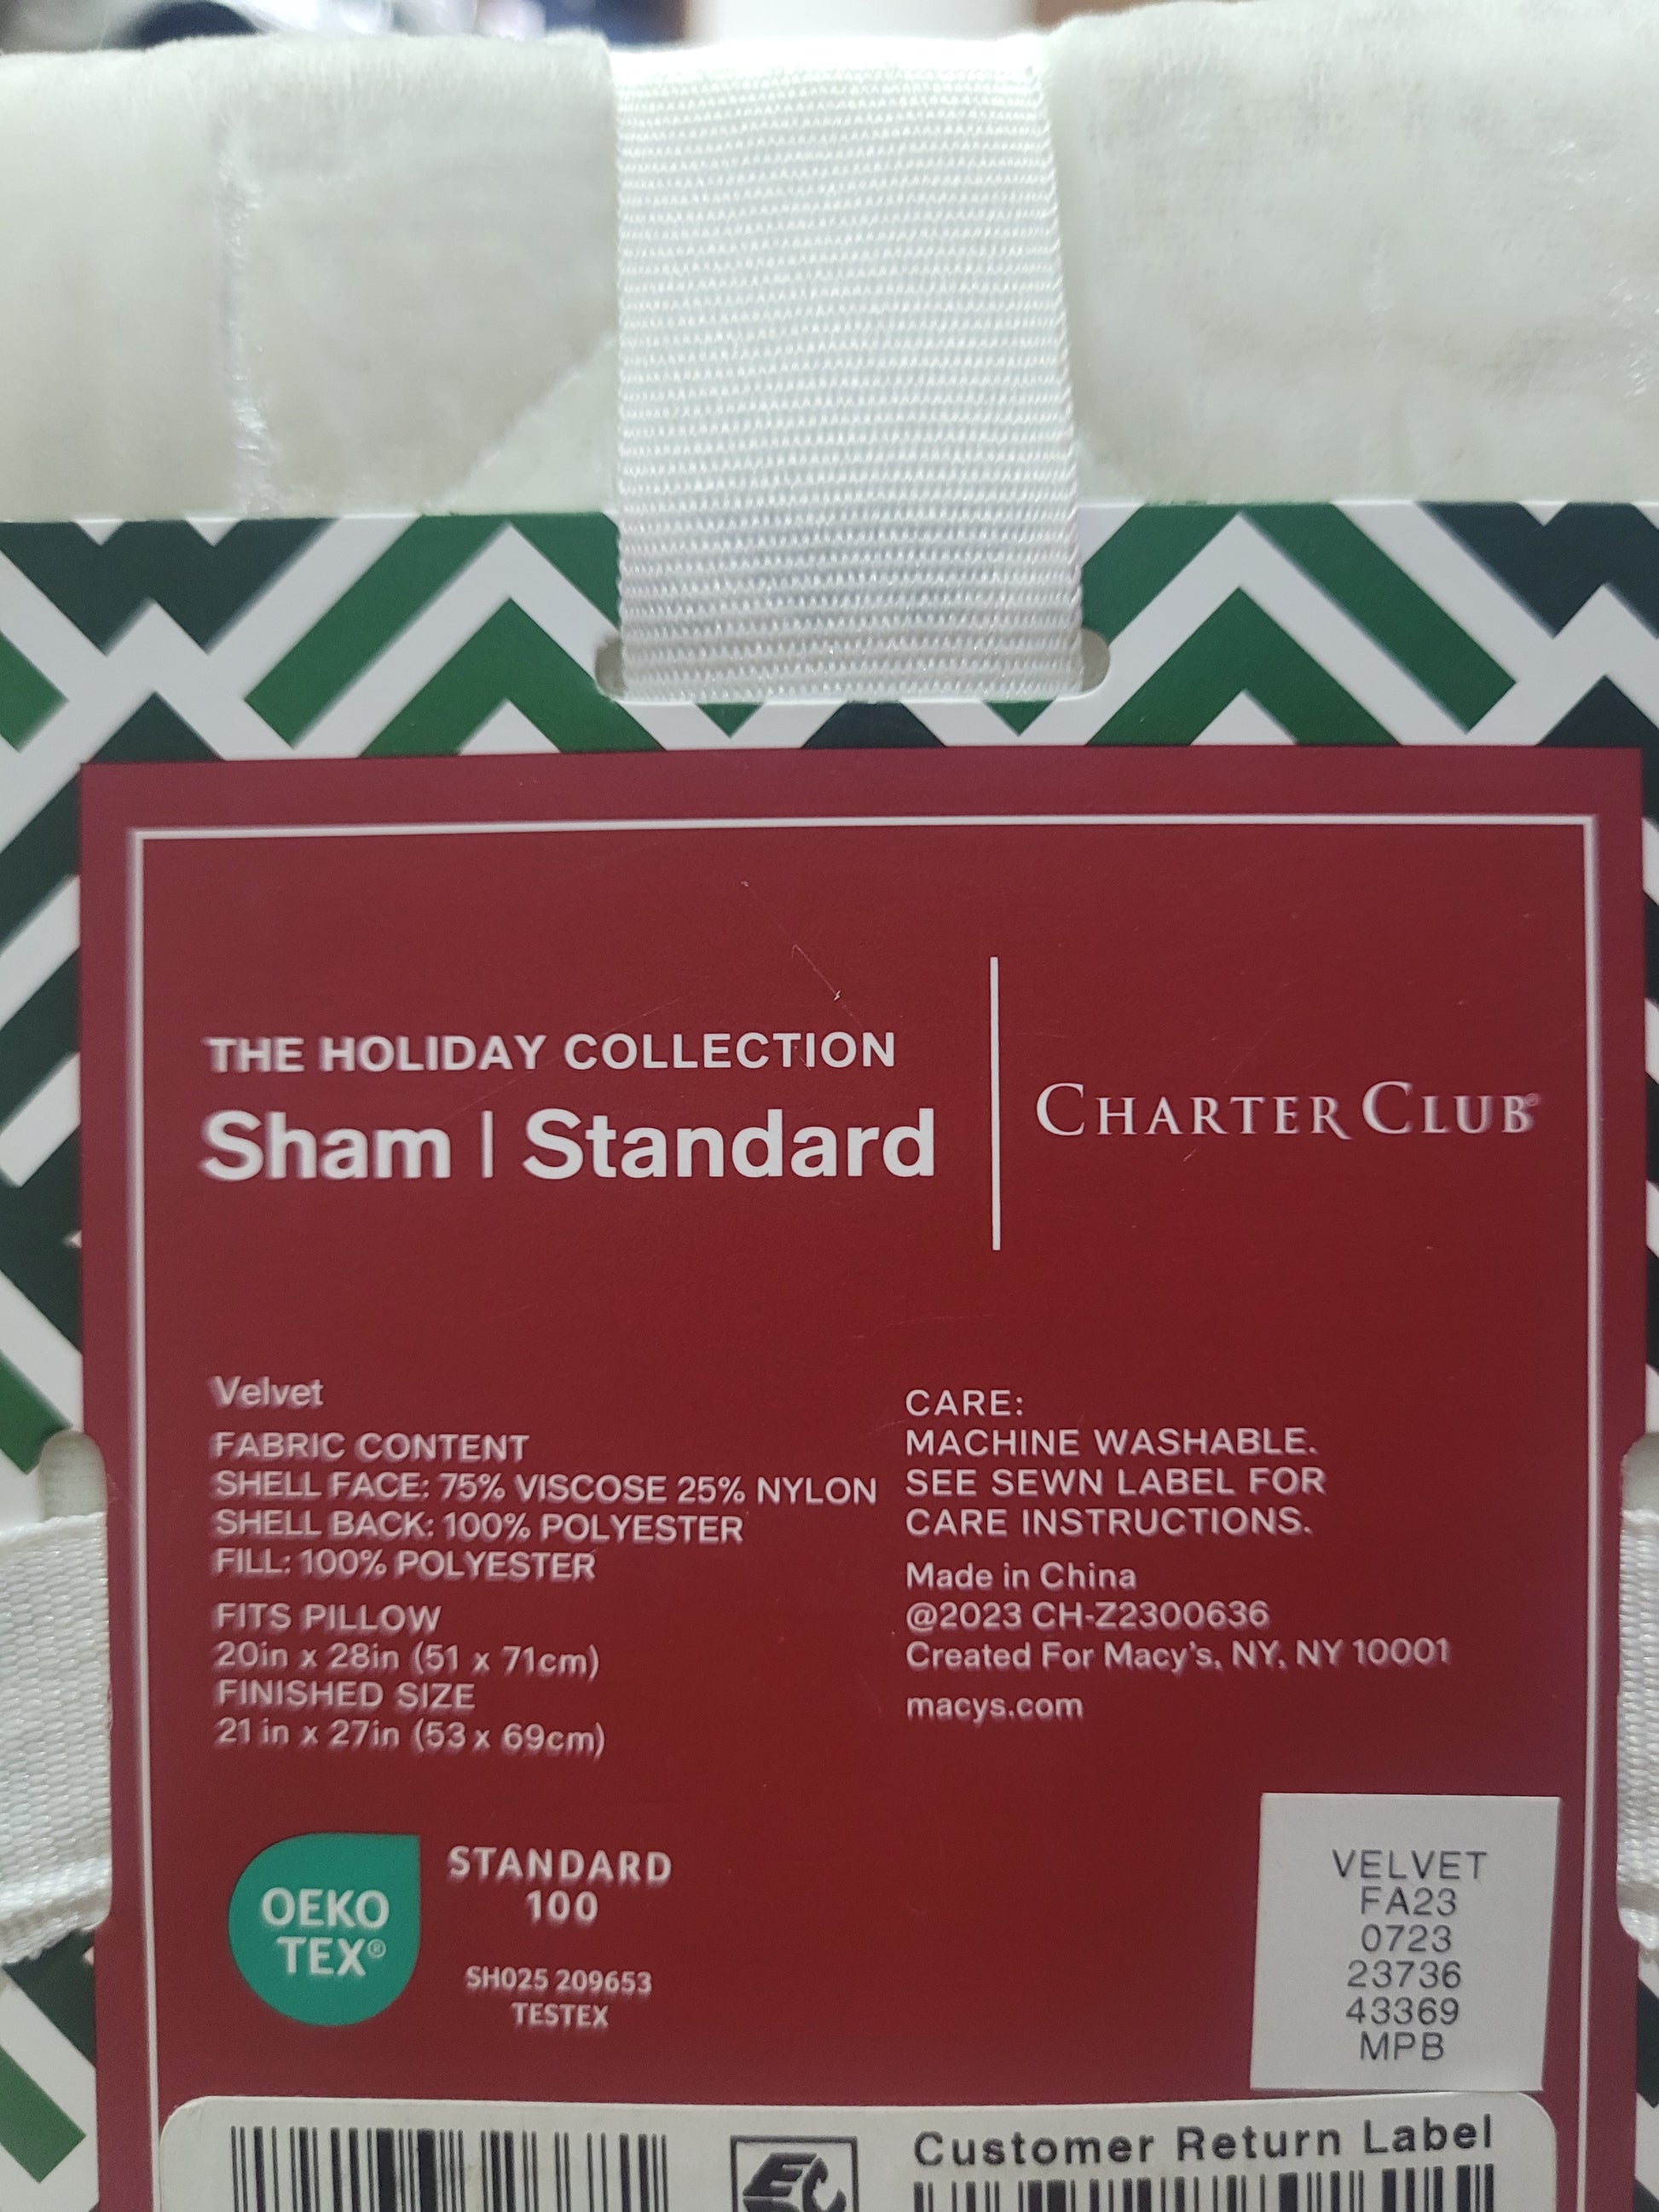 THE HOLIDAY COLLECTION
Sham | Standard
CHARTER CLUB®
Velvet
FABRIC CONTENT
SHELL FACE: 75% VISCOSE 25% NYLON
SHELL BACK: 100% POLYESTER
FILL: 100% POLYESTER
FITS PILLOW
20in x 28in (51 x 71cm)
FINISHED SIZE
21in x 27in (53 x 69cm)
CARE:
MACHINE WASHABLE.
SEE SEWN LABEL FOR
CARE INSTRUCTIONS.
Made in China
@2023 CH-Z2300636
Created For Macy's, NY, NY 10001
macys.com
OEKO
TEX®
STANDARD
100
SH025 209653
TESTEX
VELVET
FA23
0723
23736
43369
MPB
Customer Return Label